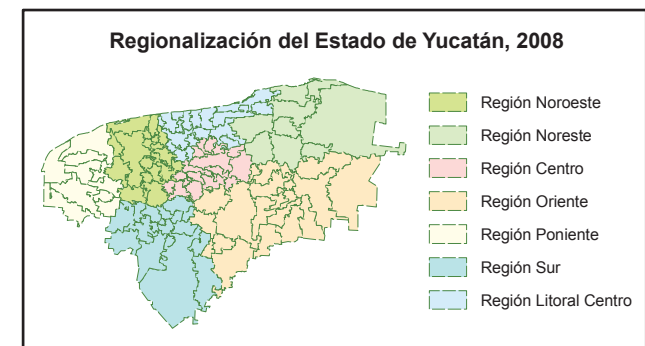 Regionalización del Estado de Yucatán, 2008
Región Noroeste
Región Noreste
Región Centro
Región Oriente
Región Poniente
Región Sur
Región Litoral Centro